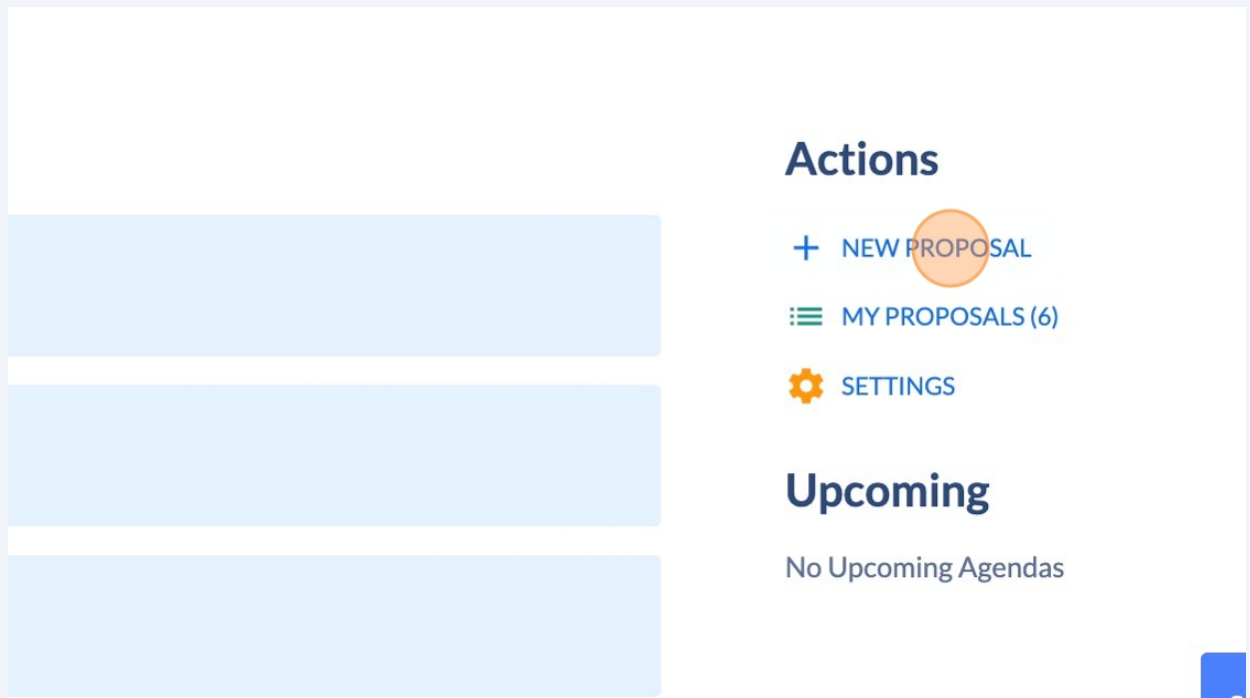 Actions
NEW PROPOSAL
MY PROPOSALS (6)
SETTINGS
Upcoming
No Upcoming Agendas